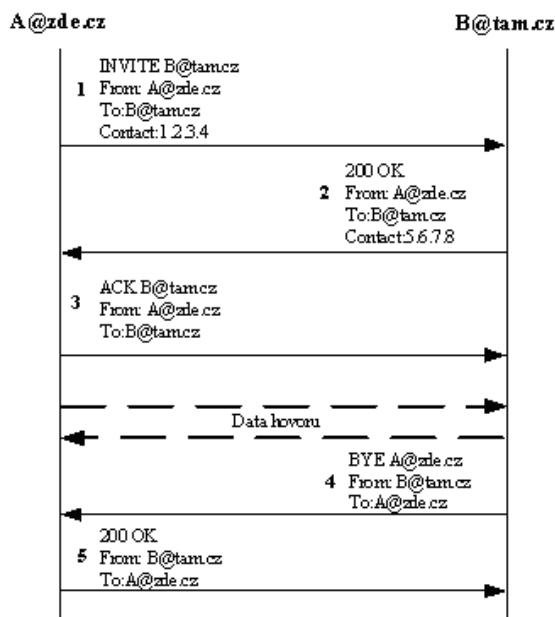 A@zde.cz
B@tam.cz
INVITE B@tam.cz
1 From: A@zde.cz
To:B@tam.cz
Contact:1.2.3.4
200 OK
2 From: A@zde.cz
To:B@tam.cz
Contact:5.6.7.8
ACK B@tam.cz
3 From: A@zde.cz
To:B@tam.cz
Data hovoru
BYE A@zde.cz
4 From: B@tam.cz
To:A@zde.cz
200 OK
5 From: B@tam.cz
To:A@zde.cz